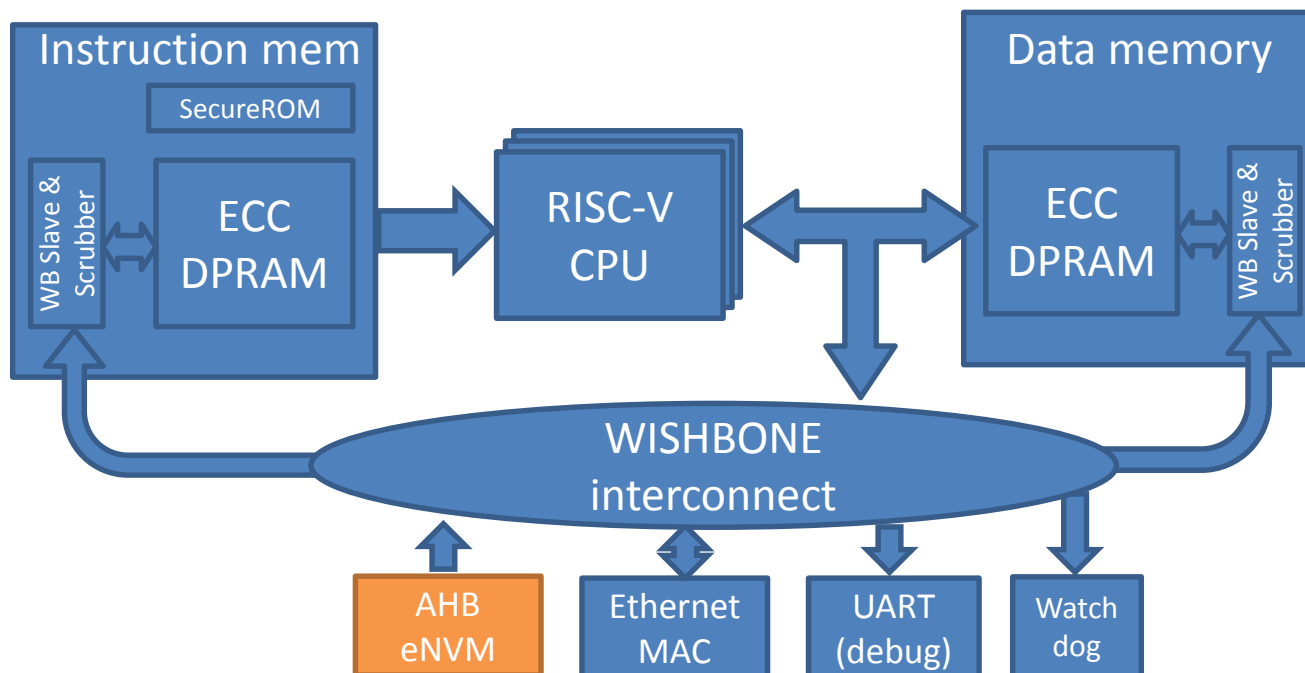 Instruction mem
SecureROM
WB Slave &
Scrubber
ECC
DPRAM
RISC-V
CPU
Data memory
ECC
DPRAM
WB Slave &
Scrubber
WISHBONE
interconnect
AHB
eNVM
Ethernet
MAC
UART
(debug)
Watch
dog